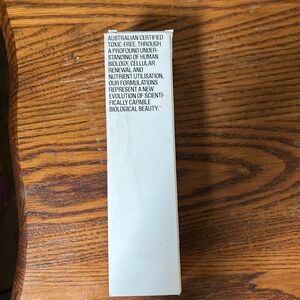 AUSTRALIAN CERTIFIED
TOXIC-FREE. THROUGH
A PROFOUND UNDER-
STANDING OF HUMAN
BIOLOGY, CELLULAR
RENEWAL AND
NUTRIENT UTILISATION,
OUR FORMULATIONS
REPRESENT A NEW
EVOLUTION OF SCIENTI-
FICALLY CAPABLE
BIOLOGICAL BEAUTY.™